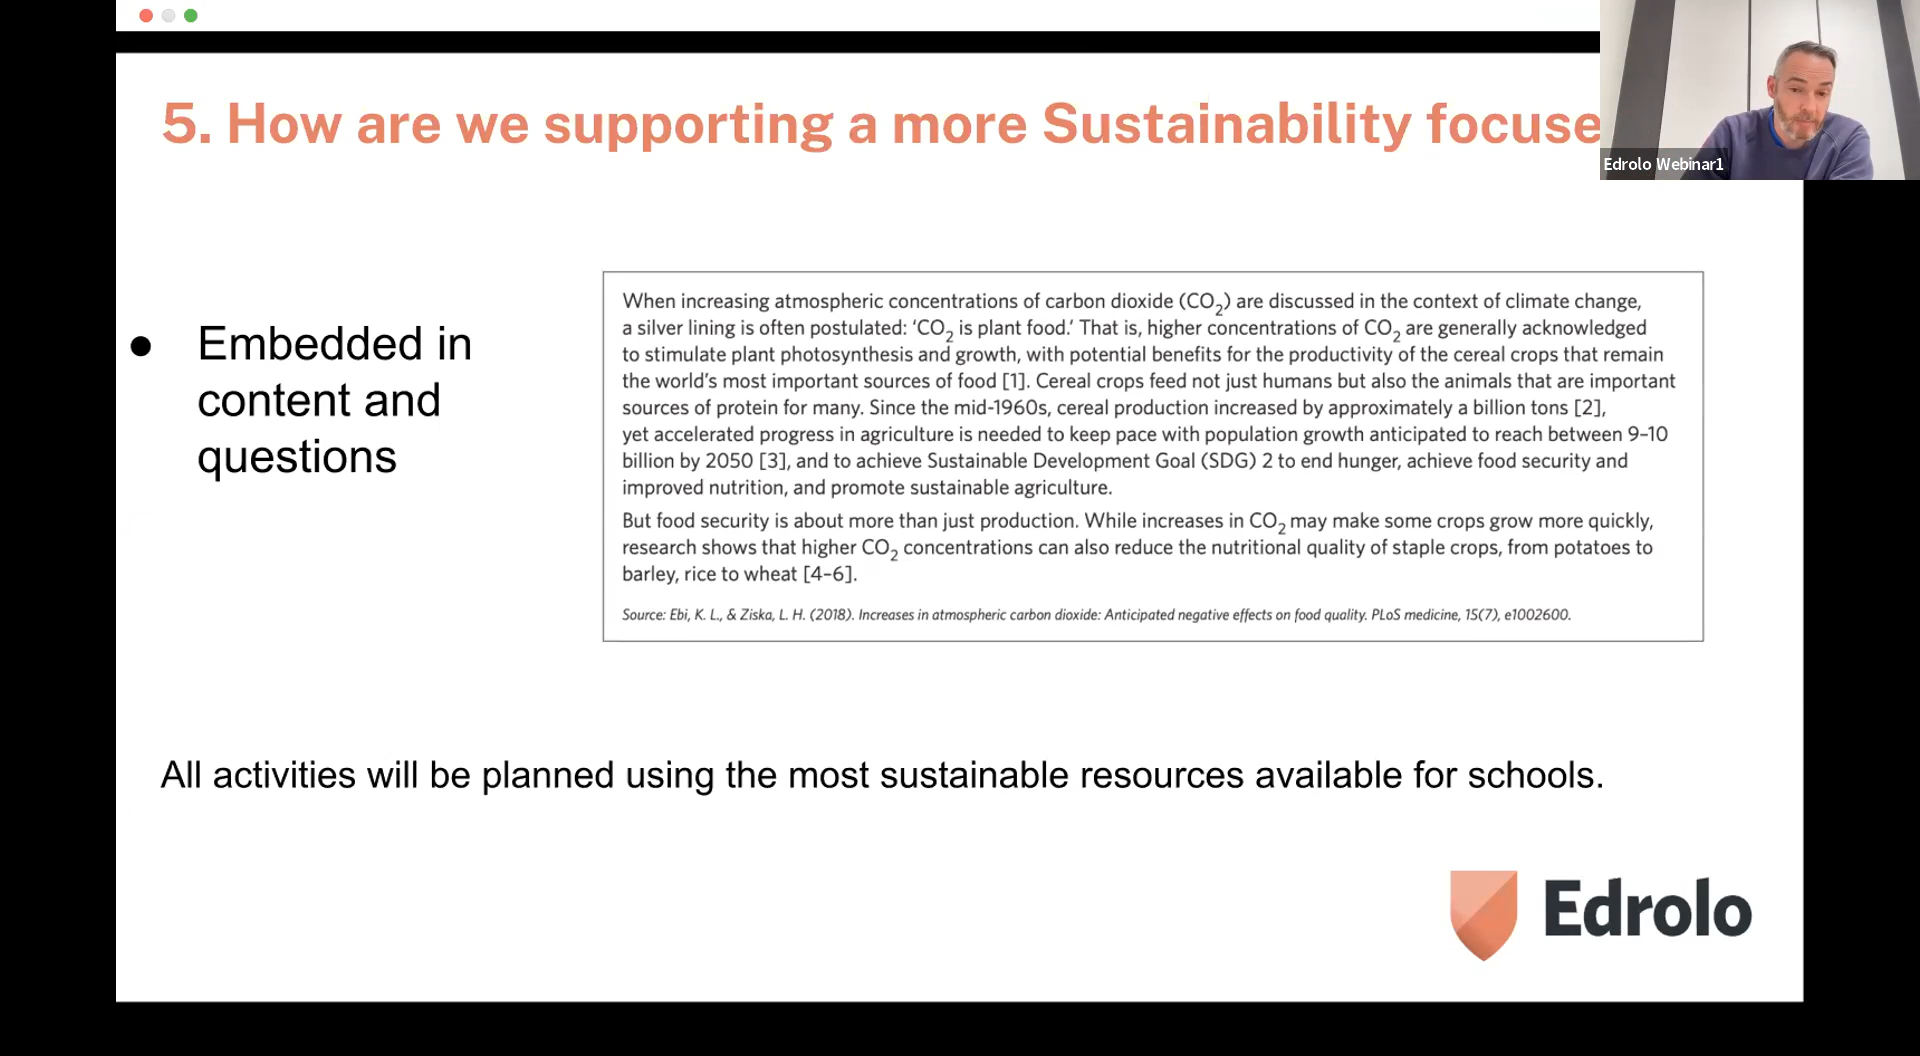 5. How are we supporting a more Sustainability focuse
Edrolo Webinar1
● Embedded in
content and
questions
When increasing atmospheric concentrations of carbon dioxide (CO₂) are discussed in the context of climate change,
a silver lining is often postulated: ‘CO₂ is plant food.’ That is, higher concentrations of CO₂ are generally acknowledged
to stimulate plant photosynthesis and growth, with potential benefits for the productivity of the cereal crops that remain
the world’s most important sources of food [1]. Cereal crops feed not just humans but also the animals that are important
sources of protein for many. Since the mid-1960s, cereal production increased by approximately a billion tons [2],
yet accelerated progress in agriculture is needed to keep pace with population growth anticipated to reach between 9–10
billion by 2050 [3], and to achieve Sustainable Development Goal (SDG) 2 to end hunger, achieve food security and
improved nutrition, and promote sustainable agriculture.
But food security is about more than just production. While increases in CO₂ may make some crops grow more quickly,
research shows that higher CO₂ concentrations can also reduce the nutritional quality of staple crops, from potatoes to
barley, rice to wheat [4–6].
Source: Ebi, K. L., & Ziska, L. H. (2018). Increases in atmospheric carbon dioxide: Anticipated negative effects on food quality. PLoS medicine, 15(7), e1002600.
All activities will be planned using the most sustainable resources available for schools.
Edrolo